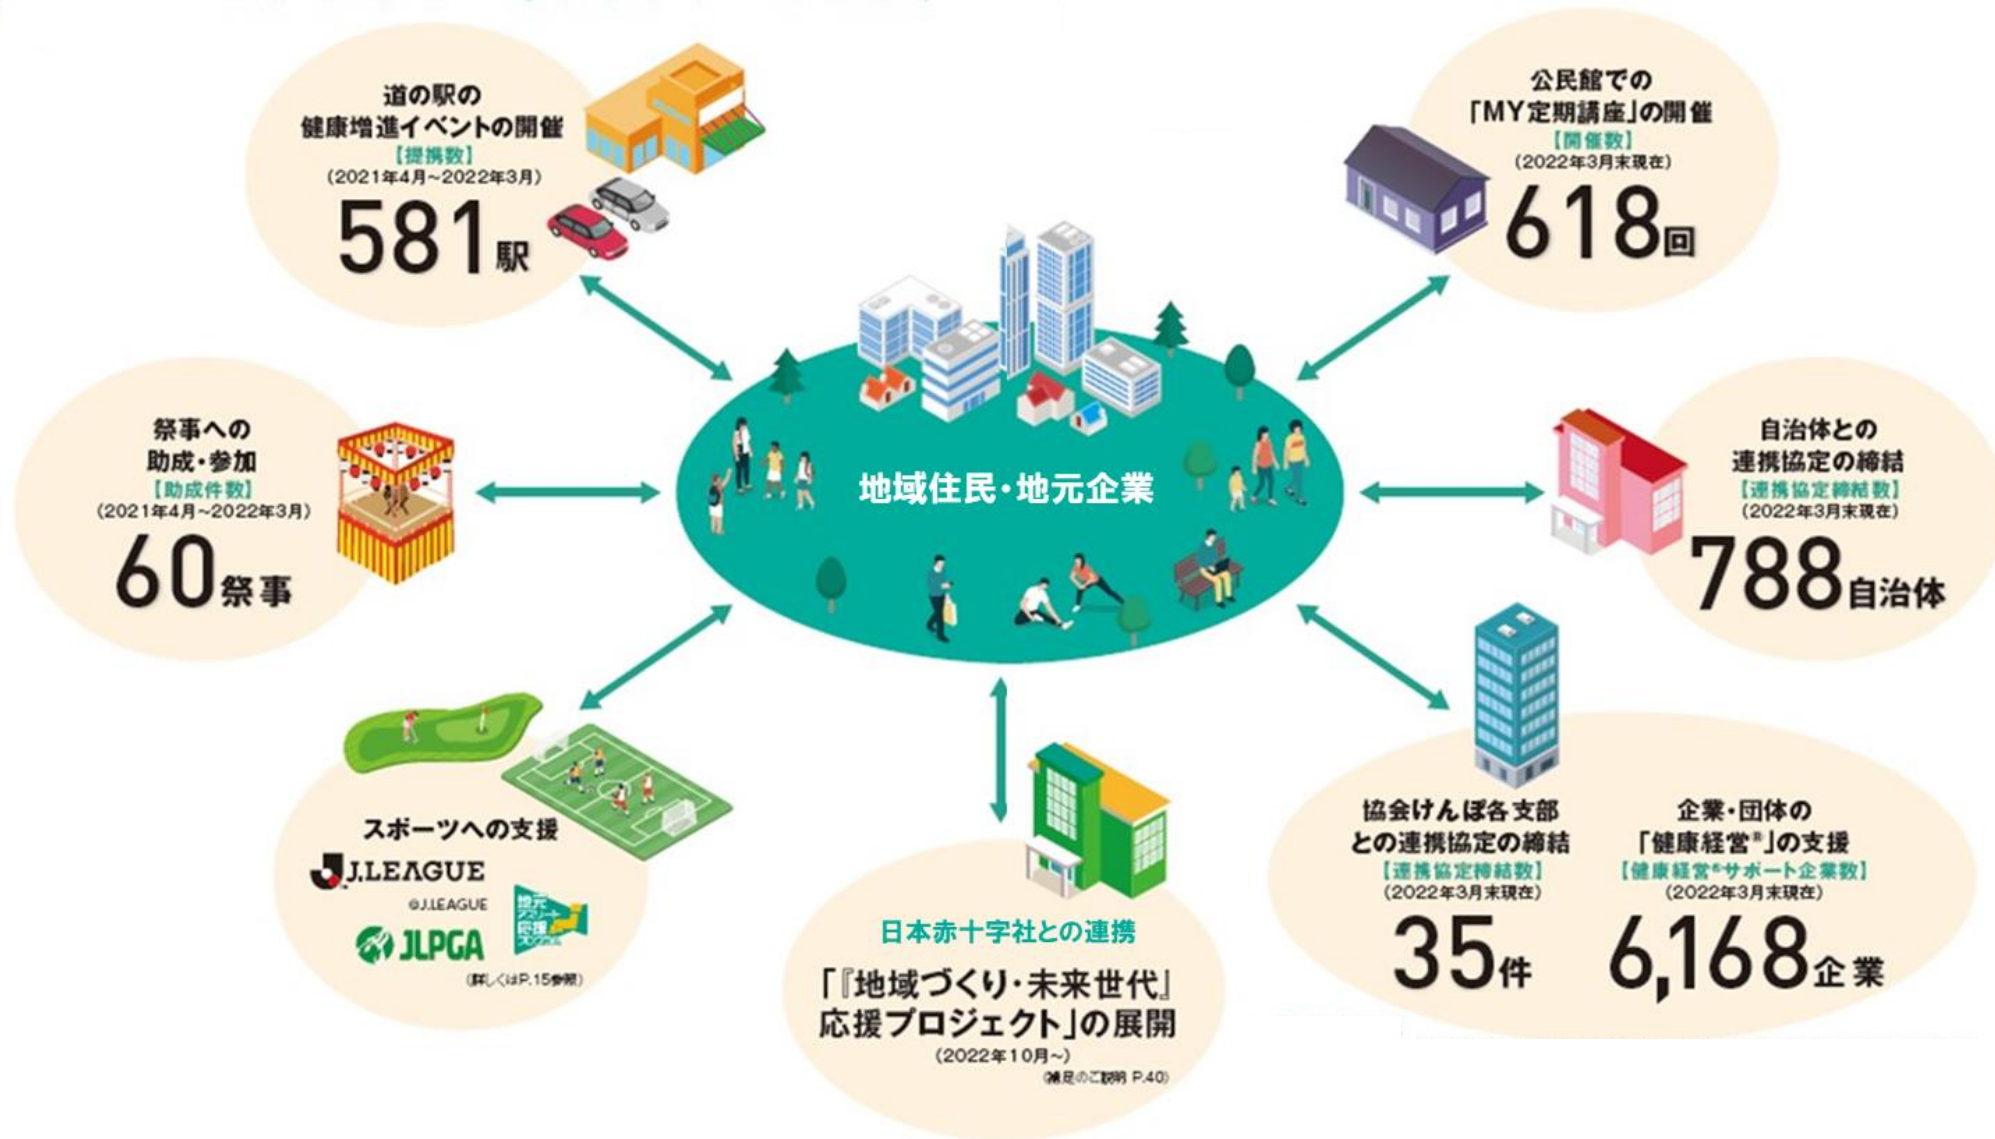 道の駅の
健康増進イベントの開催
【提携数】
(2021年4月～2022年3月)
581駅
公民館での
「MY定期講座」の開催
【開催数】
(2022年3月末現在)
618回
祭事への
助成・参加
【助成件数】
(2021年4月～2022年3月)
60祭事
地域住民・地元企業
自治体との
連携協定の締結
【連携協定締結数】
(2022年3月末現在)
788自治体
スポーツへの支援
J.LEAGUE
©J.LEAGUE
JLPGA
地元
アスリート
応援
プログラム
(詳しくはP.15参照)
日本赤十字社との連携
「『地域づくり・未来世代』
応援プロジェクト」の展開
(2022年10月～)
(補足のご説明 P.40)
協会けんぽ各支部
との連携協定の締結
【連携協定締結数】
(2022年3月末現在)
35件
企業・団体の
「健康経営®」の支援
【健康経営®サポート企業数】
(2022年3月末現在)
6,168企業